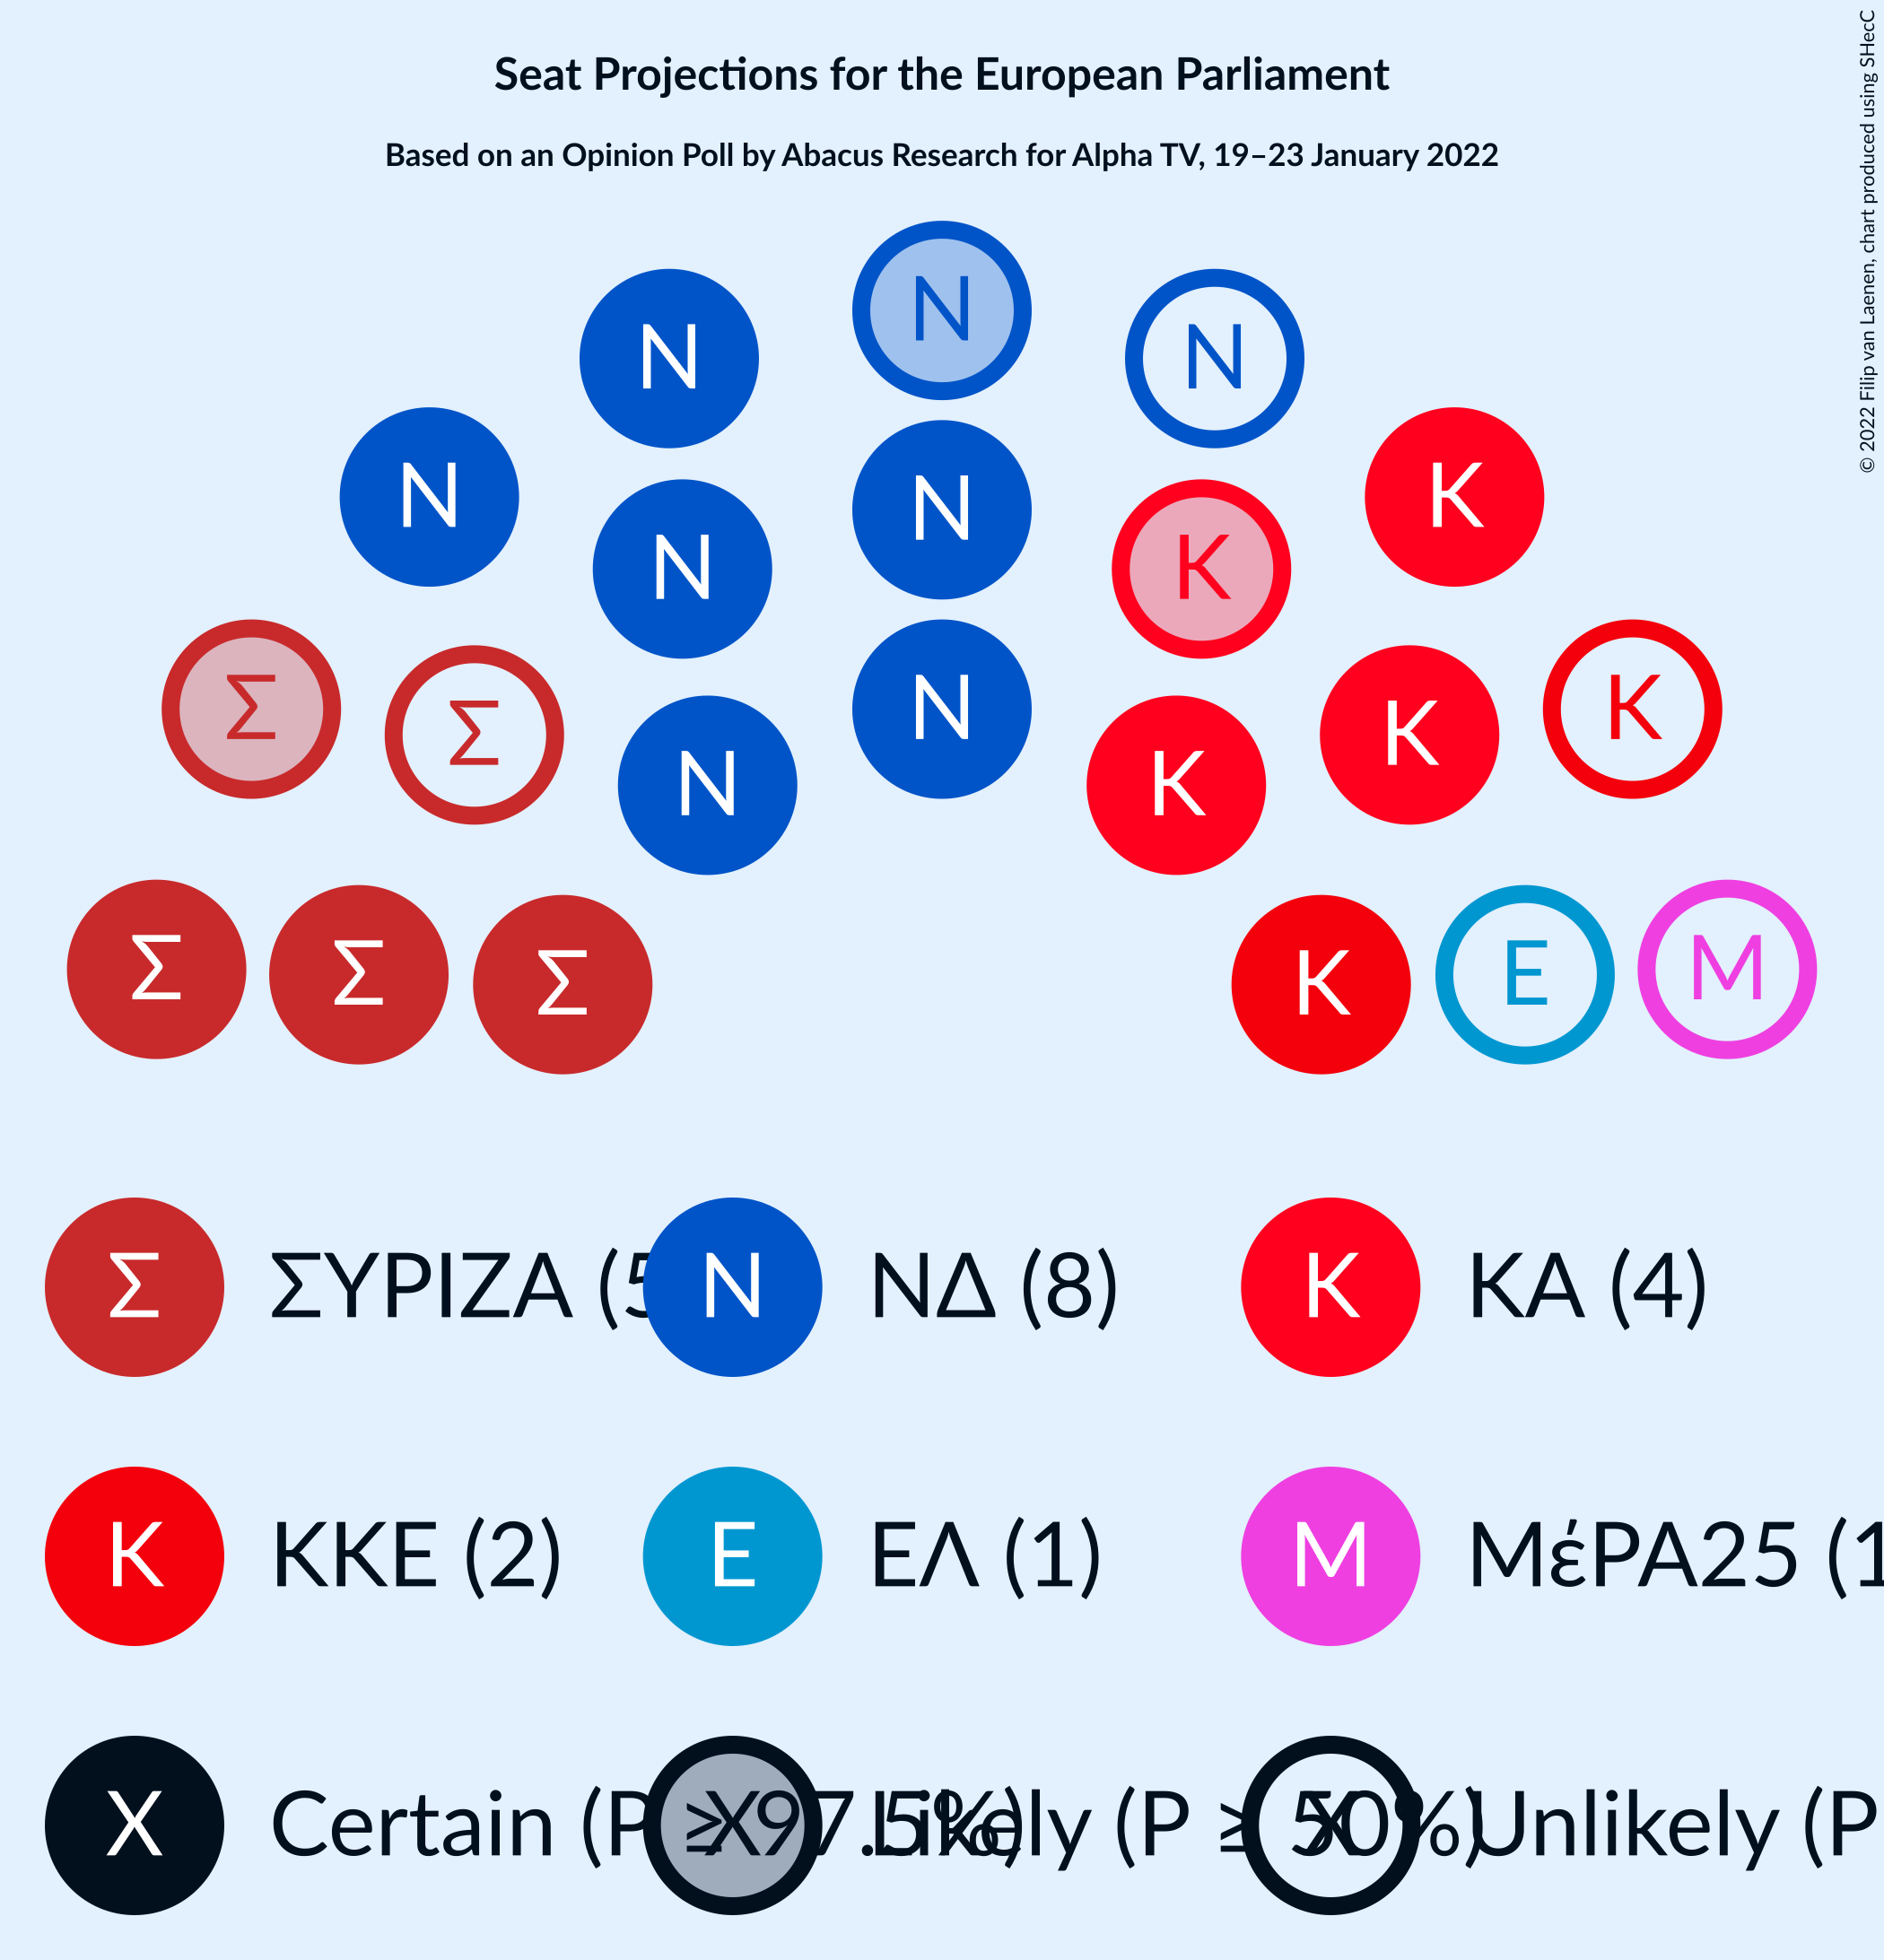 Seat Projections for the European Parliament
Based on an Opinion Poll by Abacus Research for Alpha TV, 19–23 January 2022
© 2022 Filip van Laenen, chart produced using SHecC
N
N N
N K
N
N K
Σ N K
Σ K
N K
Σ Σ M
Σ E
Σ K
Σ ΣΥΡΙΖΑ (5 N ΝΔ (8) K ΚΑ (4)
K ΚΚΕ (2) E ΕΛ (1) M ΜέΡΑ25 (1
X Certain (P ≥ 97.5%) X Likely (P ≥ 50%) X Unlikely (P